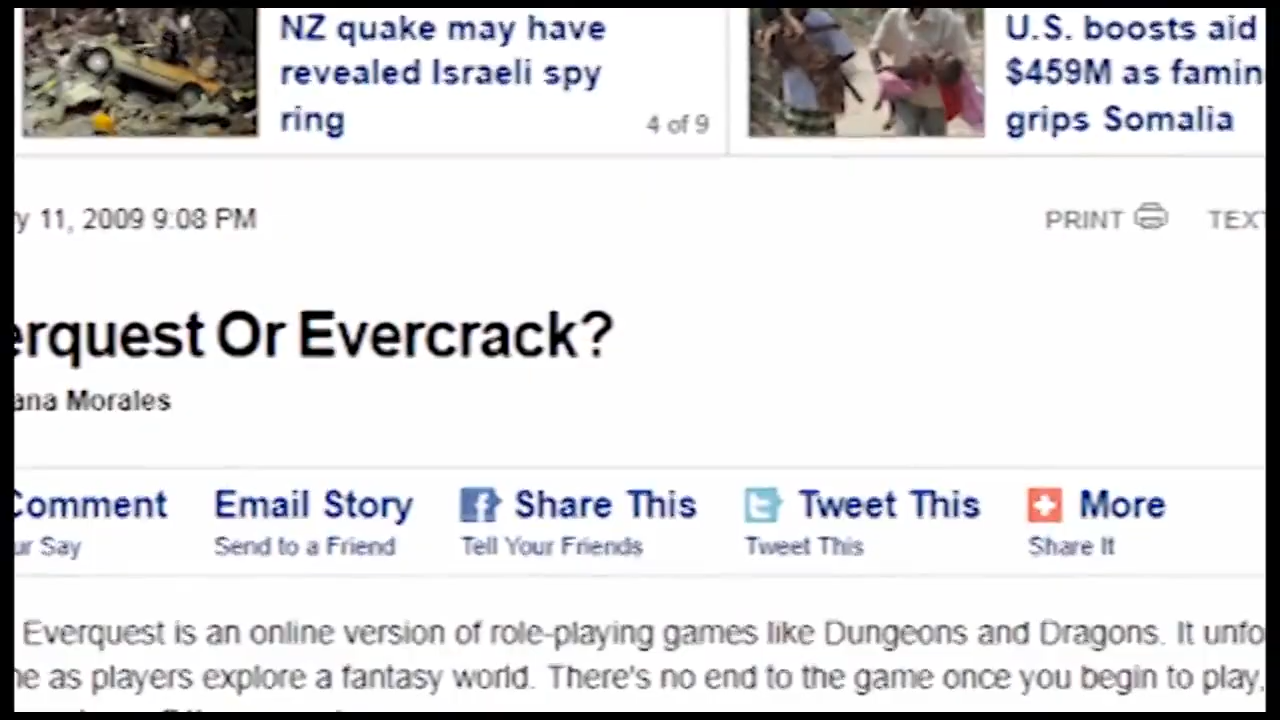 NZ quake may have
revealed Israeli spy
ring
4 of 9
U.S. boosts aid
$459M as famin
grips Somalia
y 11, 2009 9:08 PM
PRINT
TEXT
erquest Or Evercrack?
ana Morales
Comment
Email Story
Share This
Tweet This
More
ur Say
Send to a Friend
Tell Your Friends
Tweet This
Share It
Everquest is an online version of role-playing games like Dungeons and Dragons. It unfo
ne as players explore a fantasy world. There's no end to the game once you begin to play,